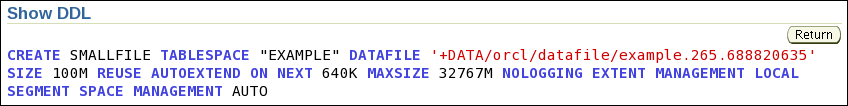 Show DDL
Return
CREATE SMALLFILE TABLESPACE "EXAMPLE" DATAFILE '+DATA/orcl/datafile/example.265.688820635'
SIZE 100M REUSE AUTOEXTEND ON NEXT 640K MAXSIZE 32767M NOLOGGING EXTENT MANAGEMENT LOCAL
SEGMENT SPACE MANAGEMENT AUTO